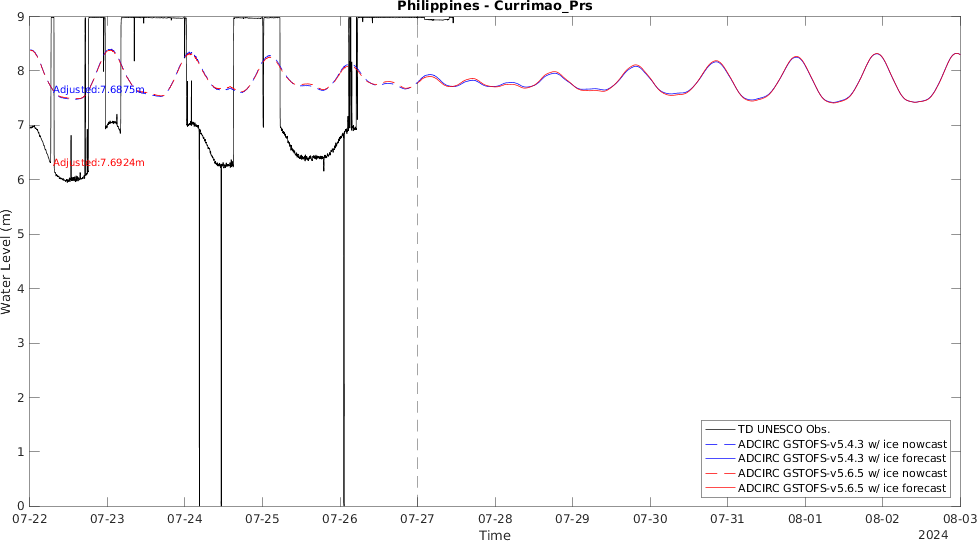 Philippines - Currimao_Prs
9
8
7
6
5
4
3
2
1
0
Water Level (m)
Adjusted:7.6875m
Adjusted:7.6924m
TD UNESCO Obs.
ADCIRC GSTOFS-v5.4.3 w/ ice nowcast
ADCIRC GSTOFS-v5.4.3 w/ ice forecast
ADCIRC GSTOFS-v5.6.5 w/ ice nowcast
ADCIRC GSTOFS-v5.6.5 w/ ice forecast
07-22 07-23 07-24 07-25 07-26 07-27 07-28 07-29 07-30 07-31 08-01 08-02 08-03
Time
2024